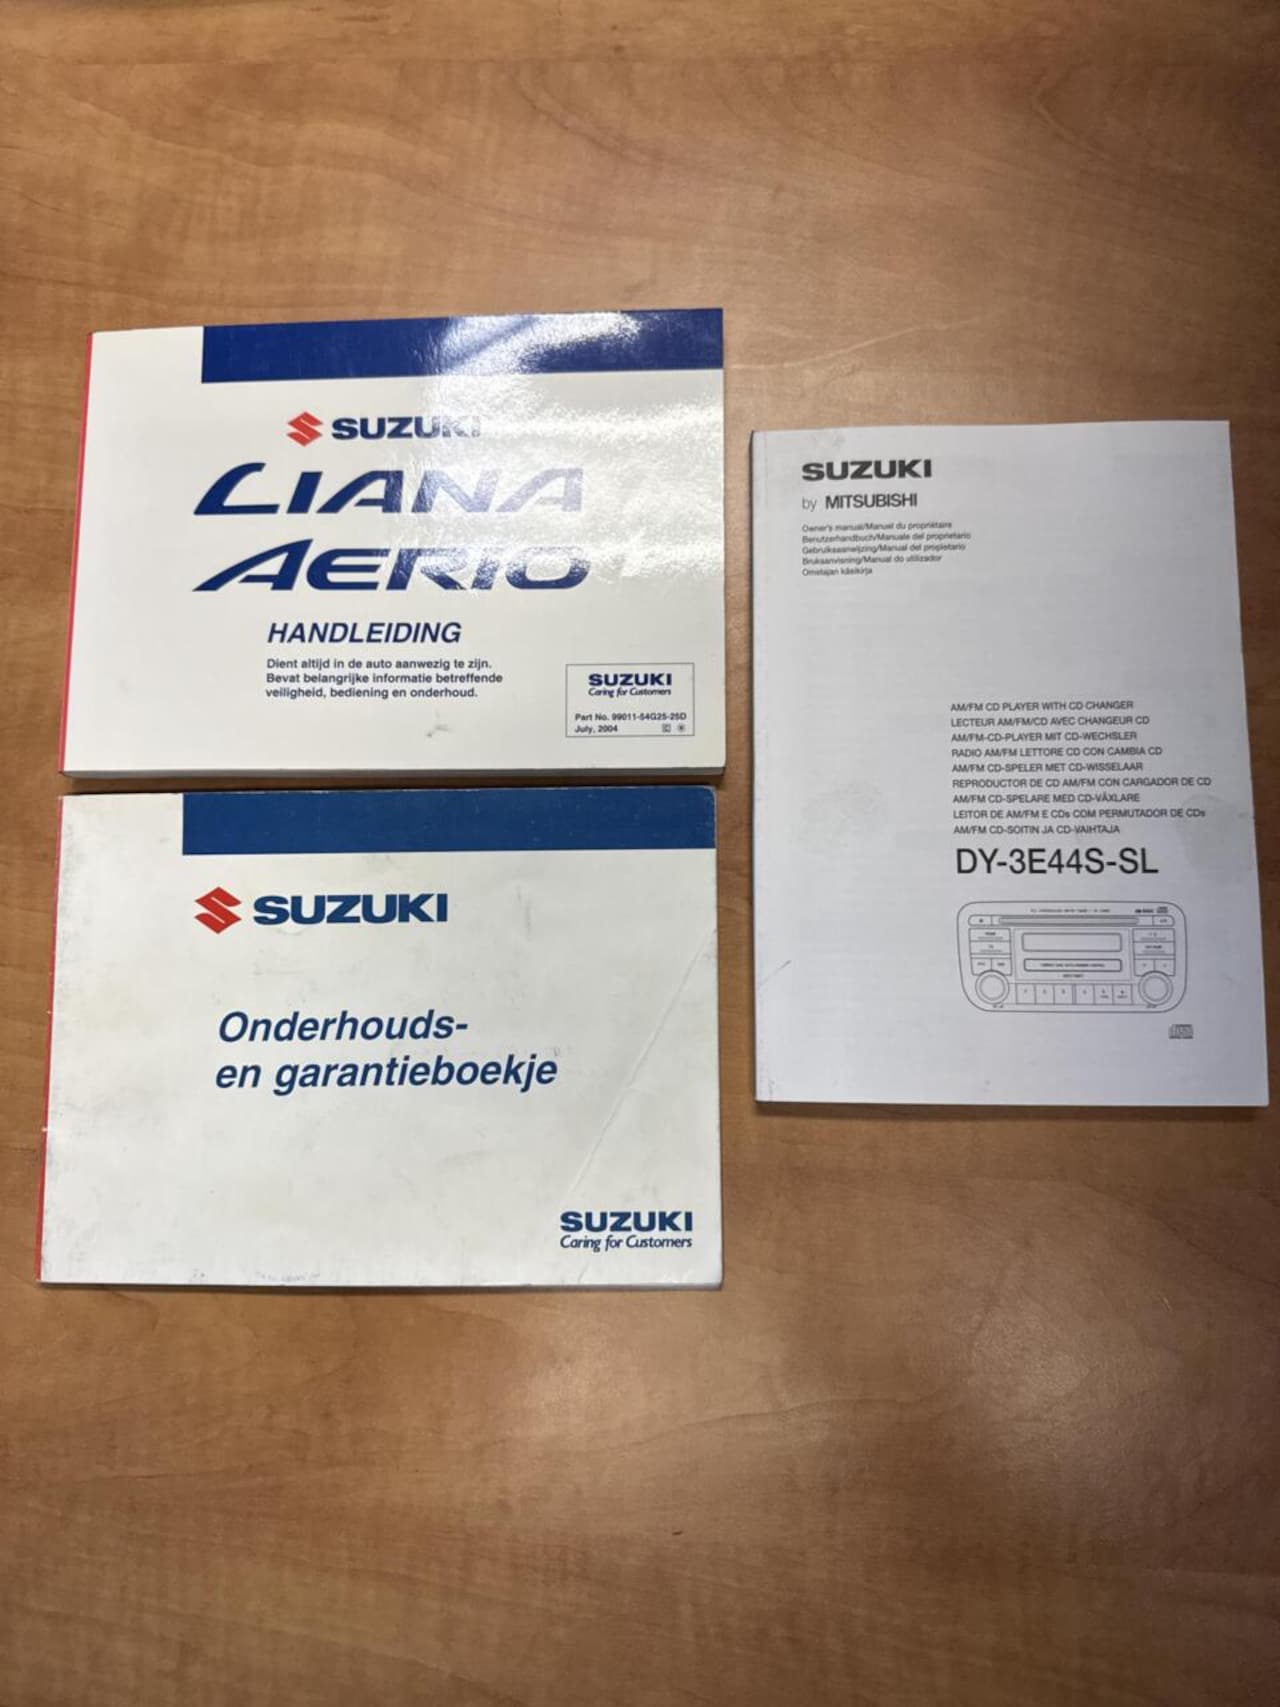 SUZUKI
LIANA
AERIO
HANDLEIDING
Dient altijd in de auto aanwezig te zijn.
Bevat belangrijke informatie betreffende
veiligheid, bediening en onderhoud.
SUZUKI
Caring for Customers
Part No. 99011-54G25-25D
July, 2004
SUZUKI
Onderhouds-
en garantieboekje
SUZUKI
Caring for Customers
SUZUKI
by MITSUBISHI
Owner's manual/Manuel du propriétaire
Benutzerhandbuch/Manuale del proprietario
Gebruiksaanwijzing/Manual del propietario
Bruksanvisning/Manual do utilizador
Omistajan käsikirja
AM/FM CD PLAYER WITH CD CHANGER
LECTEUR AM/FM/CD AVEC CHANGEUR CD
AM/FM-CD-PLAYER MIT CD-WECHSLER
RADIO AM/FM LETTORE CD CON CAMBIA CD
AM/FM CD-SPELER MET CD-WISSELAAR
REPRODUCTOR DE CD AM/FM CON CARGADOR DE CD
AM/FM CD-SPELARE MED CD-VÄXLARE
LEITOR DE AM/FM E CDs COM PERMUTADOR DE CDs
AM/FM CD-SOITIN JA CD-VAIHTAJA
DY-3E44S-SL